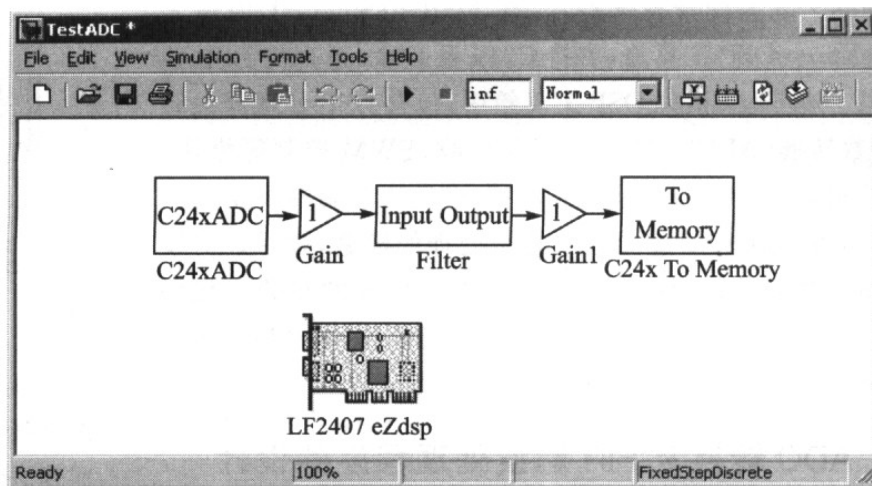 TestADC *
File Edit View Simulation Format Tools Help
inf Normal
C24xADC 1 Input Output 1 To Memory
C24xADC Gain Filter Gain1 C24x To Memory
LF2407 eZdsp
Ready 100% FixedStepDiscrete